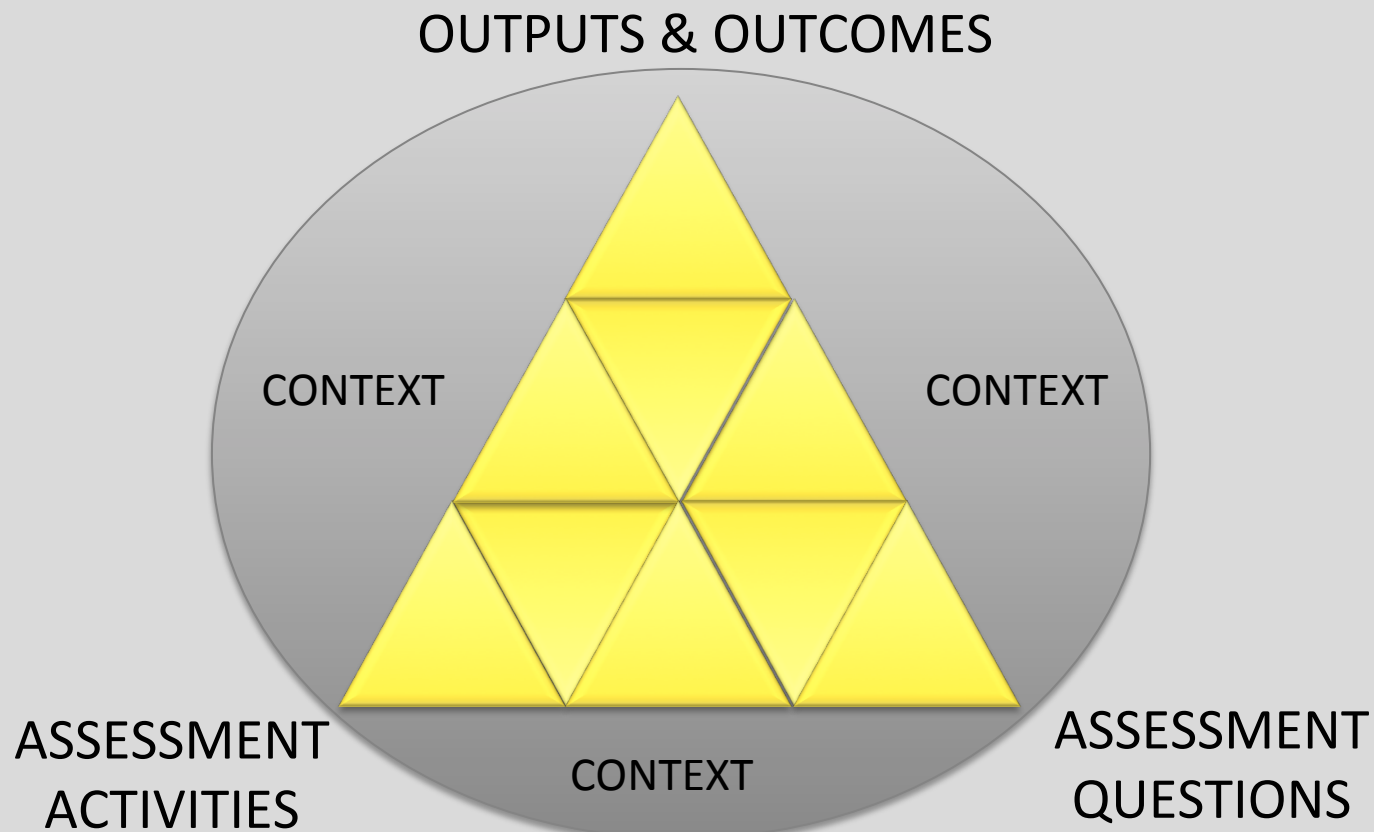 OUTPUTS & OUTCOMES
CONTEXT
CONTEXT
ASSESSMENT
ACTIVITIES
CONTEXT
ASSESSMENT
QUESTIONS